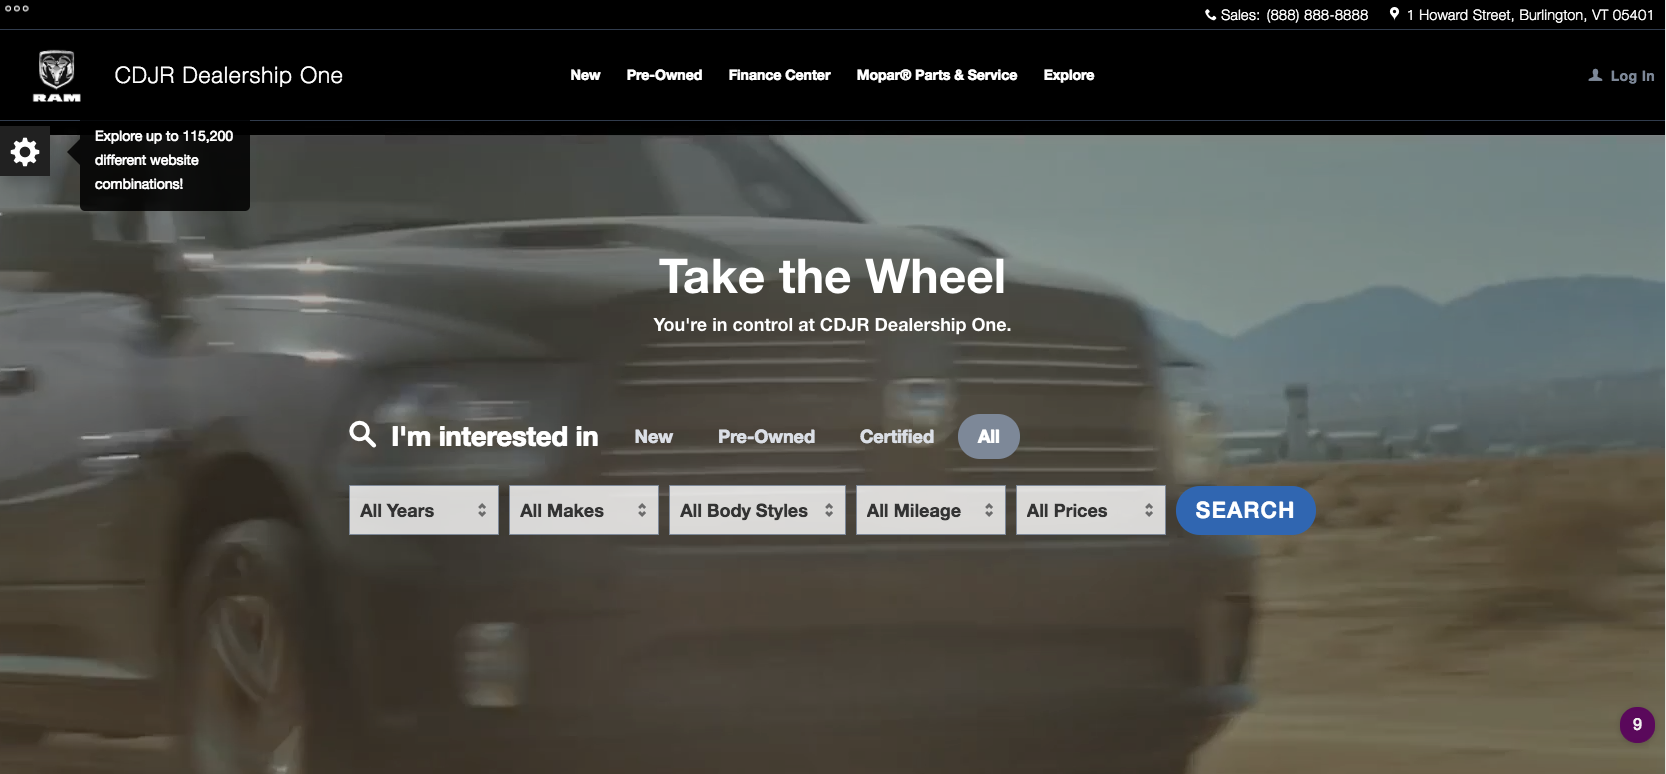 Sales: (888) 888-8888 1 Howard Street, Burlington, VT 05401
RAM
CDJR Dealership One
New Pre-Owned Finance Center Mopar® Parts & Service Explore
Log In
Explore up to 115,200
different website
combinations!
Take the Wheel
You're in control at CDJR Dealership One.
I'm interested in New Pre-Owned Certified All
All Years All Makes All Body Styles All Mileage All Prices SEARCH
9